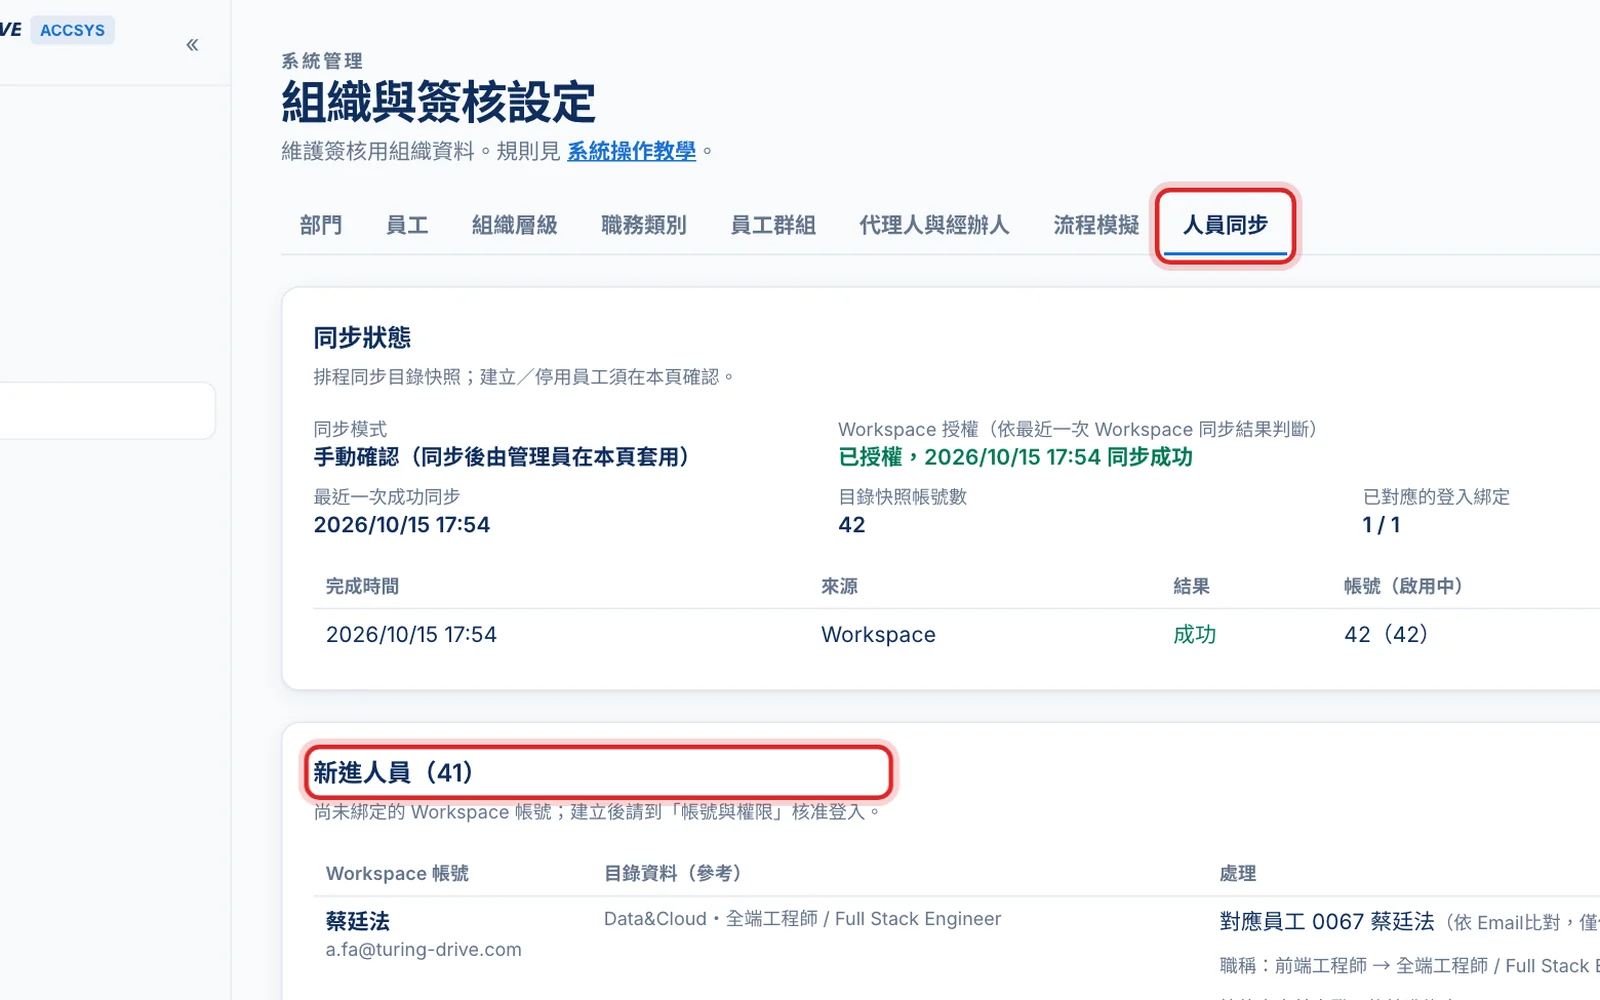 VE ACCSYS
«
系統管理
組織與簽核設定
維護簽核用組織資料。規則見 系統操作教學。
部門 員工 組織層級 職務類別 員工群組 代理人與經辦人 流程模擬 人員同步
同步狀態
排程同步目錄快照；建立／停用員工須在本頁確認。
同步模式 Workspace 授權（依最近一次 Workspace 同步結果判斷）
手動確認（同步後由管理員在本頁套用） 已授權，2026/10/15 17:54 同步成功
最近一次成功同步 目錄快照帳號數 已對應的登入綁定
2026/10/15 17:54 42 1 / 1
完成時間 來源 結果 帳號（啟用中）
2026/10/15 17:54 Workspace 成功 42（42）
新進人員（41）
尚未綁定的 Workspace 帳號；建立後請到「帳號與權限」核准登入。
Workspace 帳號 目錄資料（參考） 處理
蔡廷法 Data&Cloud・全端工程師 / Full Stack Engineer 對應員工 0067 蔡廷法（依 Email比對，僅
a.fa@turing-drive.com
職稱：前端工程師 → 全端工程師 / Full Stack E